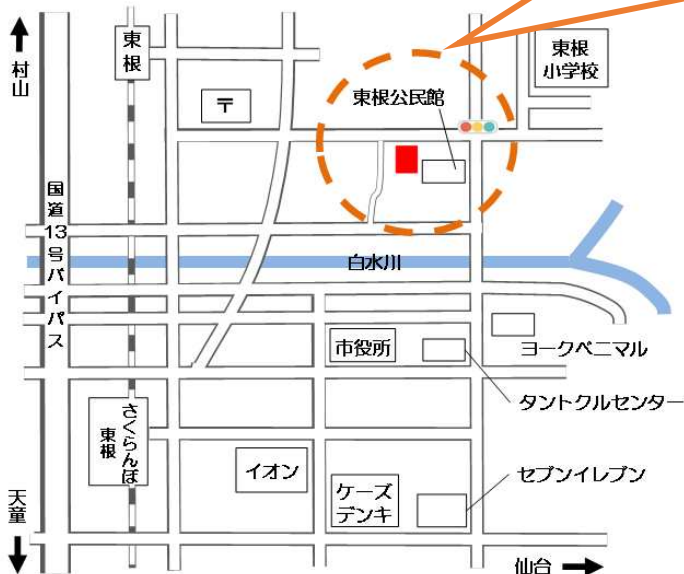 村山
東根
〒
東根公民館
東根
小学校
国道13号バイパス
白水川
市役所
ヨークベニマル
タントクルセンター
さくらんぼ
東根
イオン
ケーズ
デンキ
セブンイレブン
天童
仙台